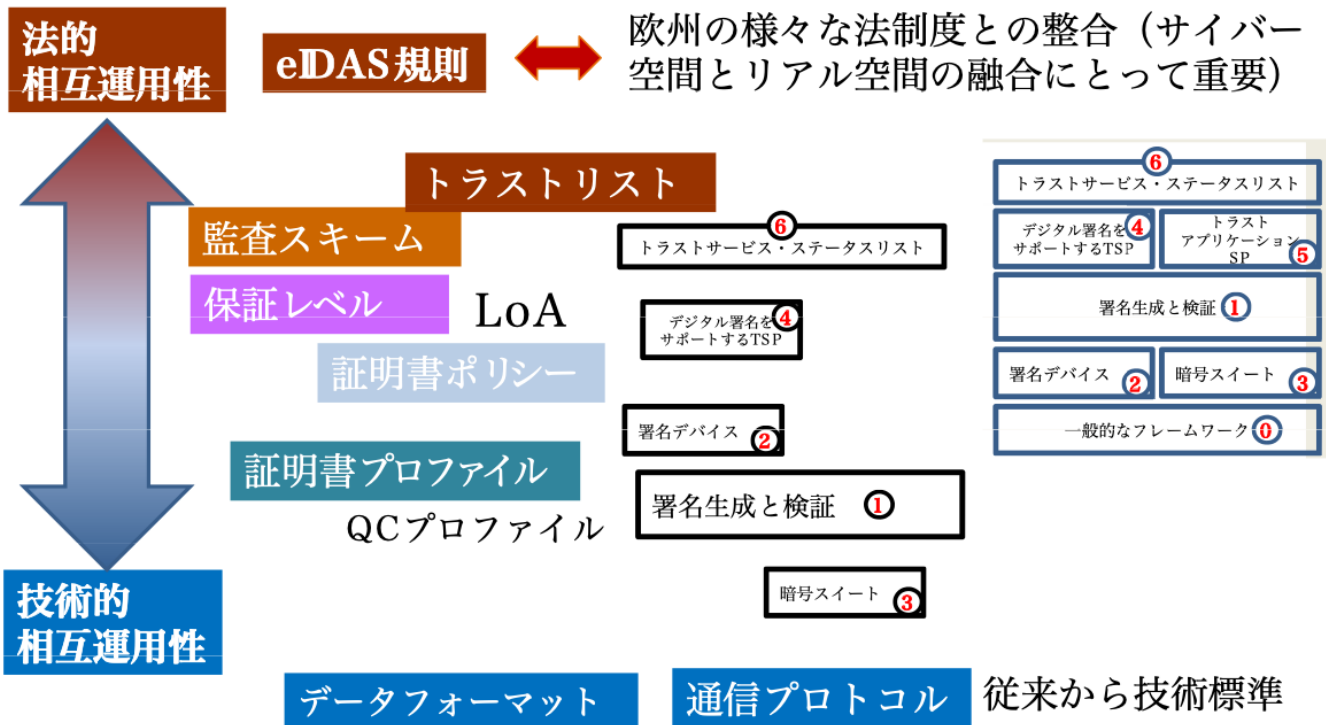 法的
相互運用性
eIDAS規則
欧州の様々な法制度との整合（サイバー
空間とリアル空間の融合にとって重要）
トラストリスト
監査スキーム
保証レベル
LoA
証明書ポリシー
証明書プロファイル
QCプロファイル
6
トラストサービス・ステータスリスト
デジタル署名を 4
サポートするTSP
署名デバイス 2
署名生成と検証 1
暗号スイート 3
6
トラストサービス・ステータスリスト
デジタル署名を 4
サポートするTSP
トラスト
アプリケーション
SP 5
署名生成と検証 1
署名デバイス 2
暗号スイート 3
一般的なフレームワーク 0
技術的
相互運用性
データフォーマット
通信プロトコル
従来から技術標準